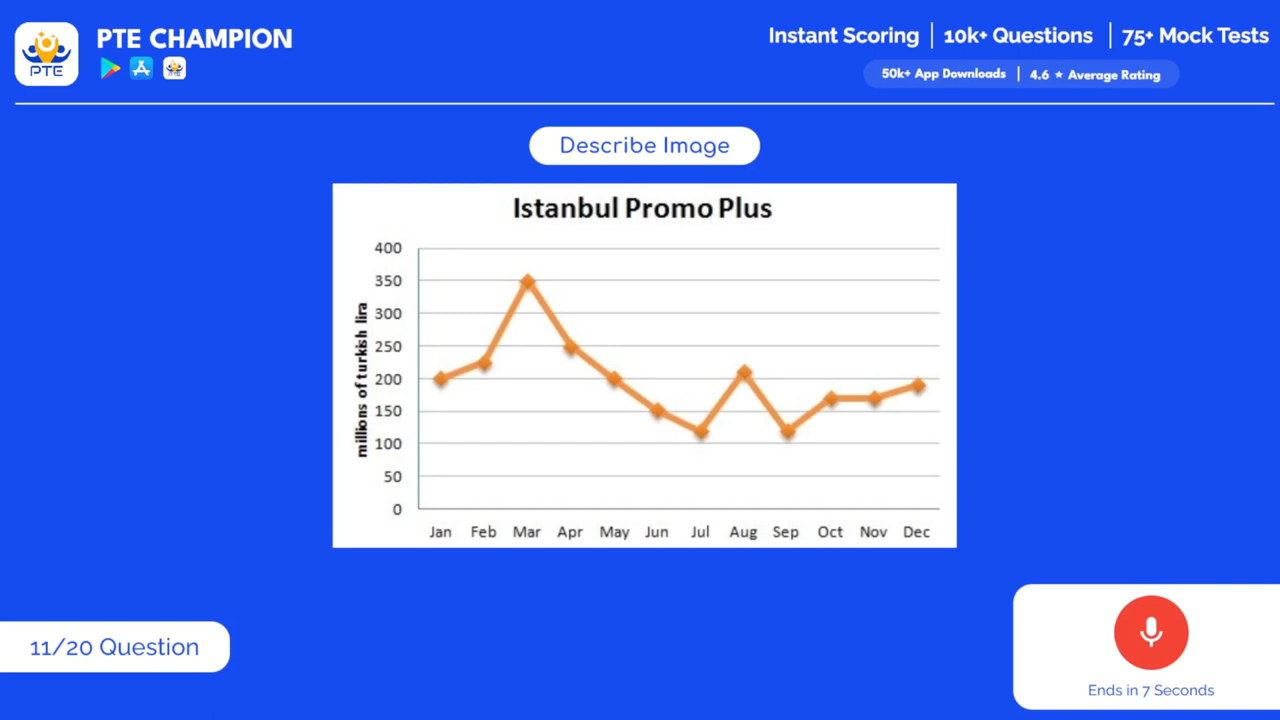 PTE CHAMPION
PTE
Instant Scoring | 10k+ Questions | 75+ Mock Tests
50k+ App Downloads | 4.6 ★ Average Rating
Describe Image
Istanbul Promo Plus
millions of turkish lira
400
350
300
250
200
150
100
50
0
Jan Feb Mar Apr May Jun Jul Aug Sep Oct Nov Dec
11/20 Question
Ends in 7 Seconds